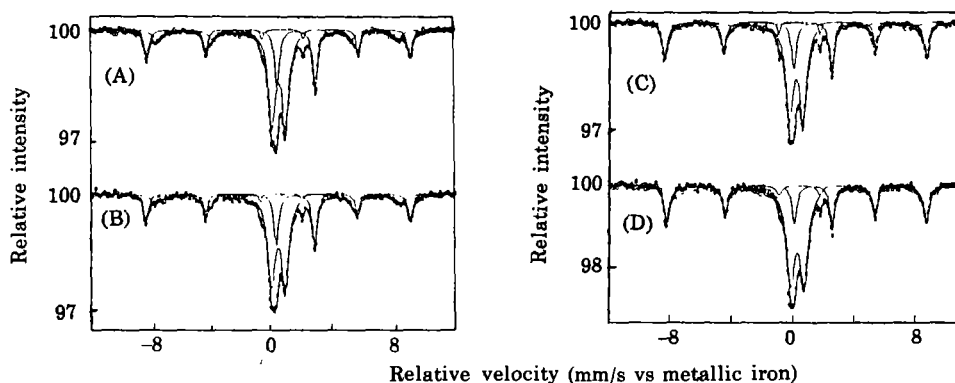 100
(A)
97
100
(B)
97
−8
0
8
Relative intensity
100
(C)
97
100
(D)
98
−8
0
8
Relative intensity
Relative velocity (mm/s vs metallic iron)